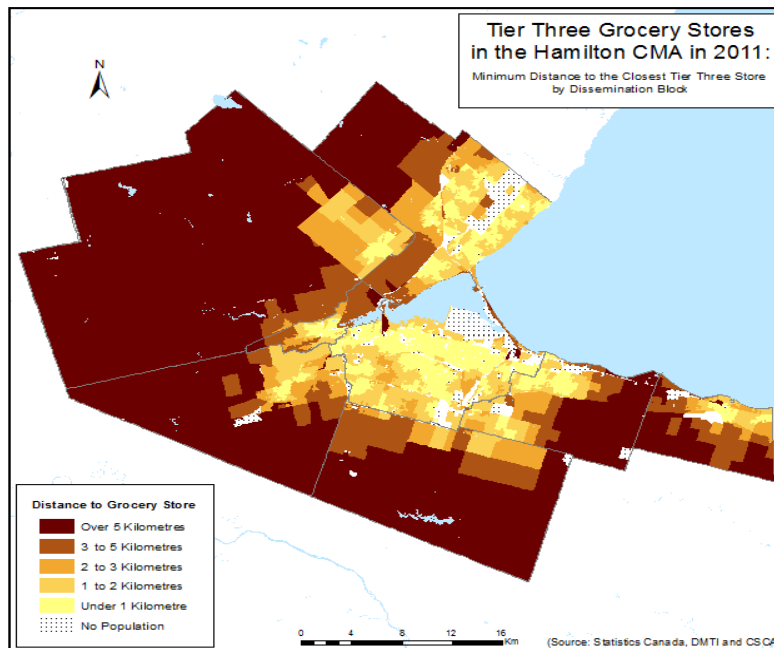 Tier Three Grocery Stores
in the Hamilton CMA in 2011:
Minimum Distance to the Closest Tier Three Store
by Dissemination Block
N
Distance to Grocery Store
Over 5 Kilometres
3 to 5 Kilometres
2 to 3 Kilometres
1 to 2 Kilometres
Under 1 Kilometre
No Population
0 2 4 8 12 16
Km
(Source: Statistics Canada, DMTI and CSCA